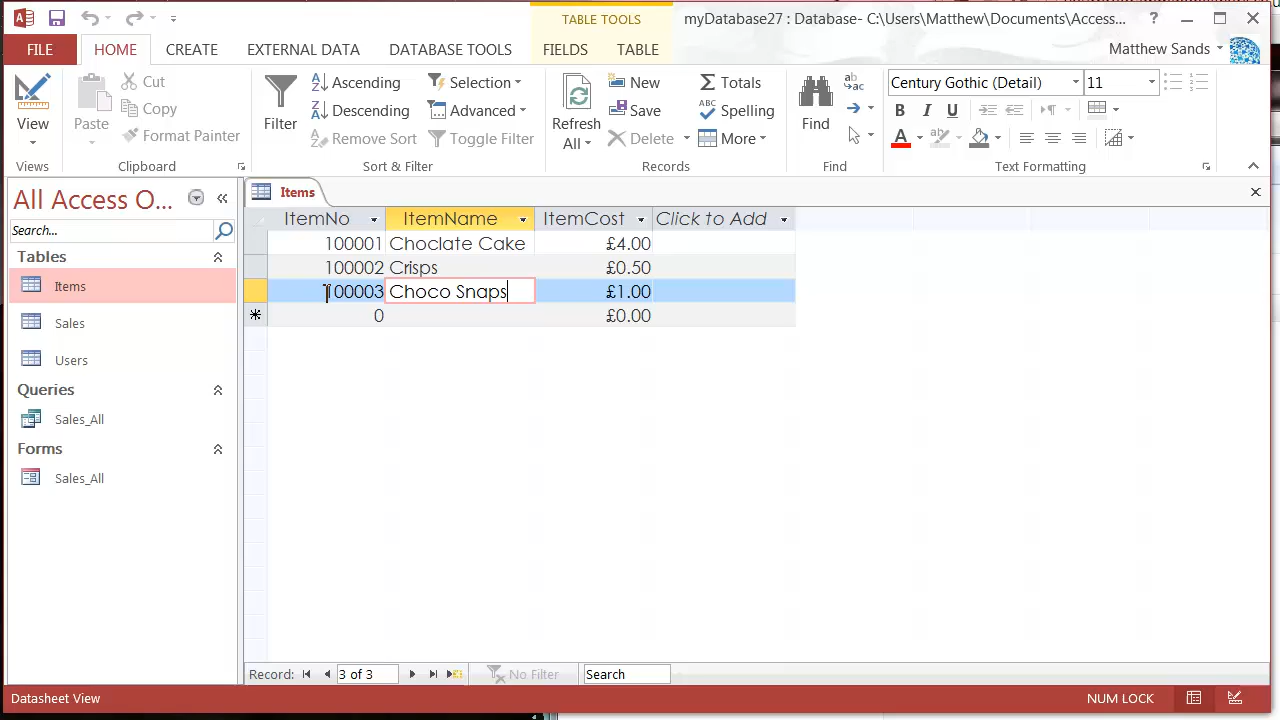 myDatabase27 : Database- C:\Users\Matthew\Documents\Access...
TABLE TOOLS
FILE HOME CREATE EXTERNAL DATA DATABASE TOOLS FIELDS TABLE
Matthew Sands
View
Views
Paste
Cut
Copy
Format Painter
Clipboard
Filter
Ascending
Descending
Remove Sort
Selection
Advanced
Toggle Filter
Sort & Filter
Refresh
All
New
Save
Delete
Totals
Spelling
More
Records
Find
ab
ac
Find
Century Gothic (Detail) 11
B I U
A
Text Formatting
All Access O...
Search...
Tables
Items
Sales
Users
Queries
Sales_All
Forms
Sales_All
Items
ItemNo ItemName ItemCost Click to Add
100001 Choclate Cake £4.00
100002 Crisps £0.50
100003 Choco Snaps £1.00
0 £0.00
Record: 3 of 3 No Filter Search
Datasheet View
NUM LOCK